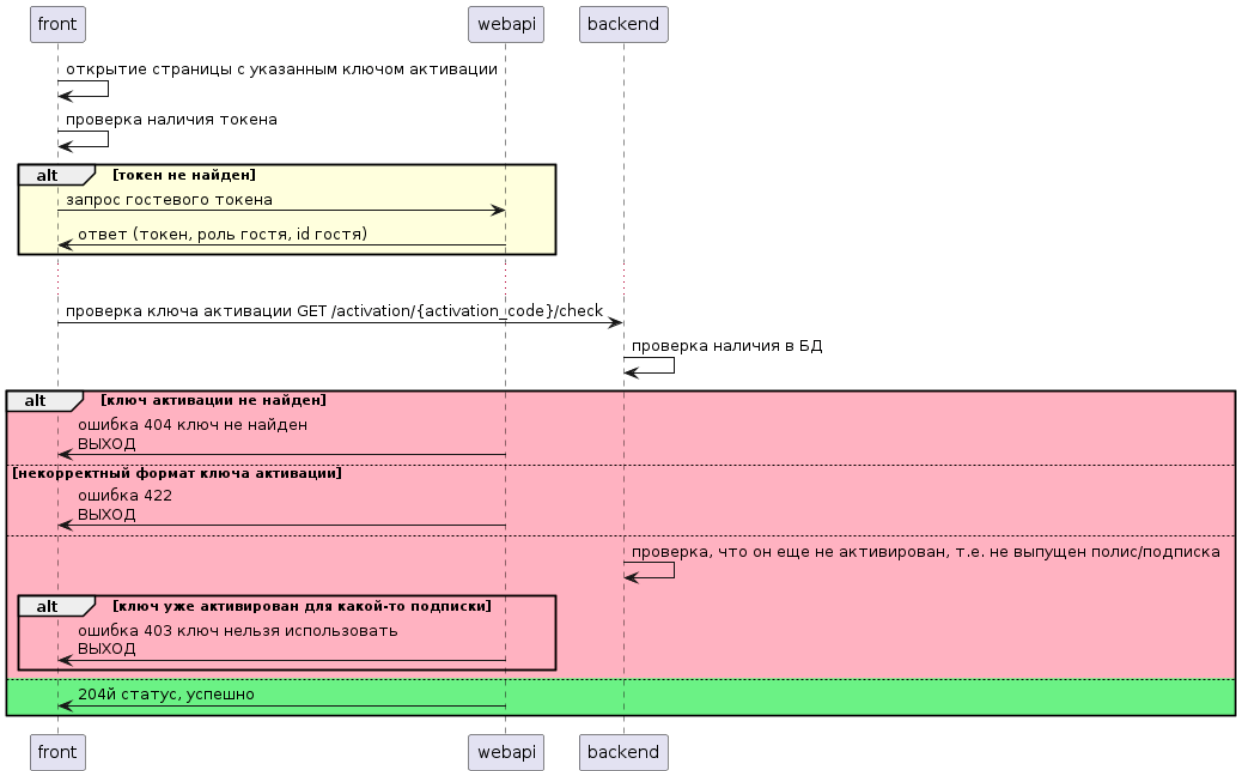 front webapi backend
открытие страницы с указанным ключом активации
проверка наличия токена
alt [токен не найден]
запрос гостевого токена
ответ (токен, роль гостя, id гостя)
проверка ключа активации GET /activation/{activation_code}/check
проверка наличия в БД
alt [ключ активации не найден]
ошибка 404 ключ не найден
ВЫХОД
[некорректный формат ключа активации]
ошибка 422
ВЫХОД
проверка, что он еще не активирован, т.е. не выпущен полис/подписка
alt [ключ уже активирован для какой-то подписки]
ошибка 403 ключ нельзя использовать
ВЫХОД
204й статус, успешно
front webapi backend